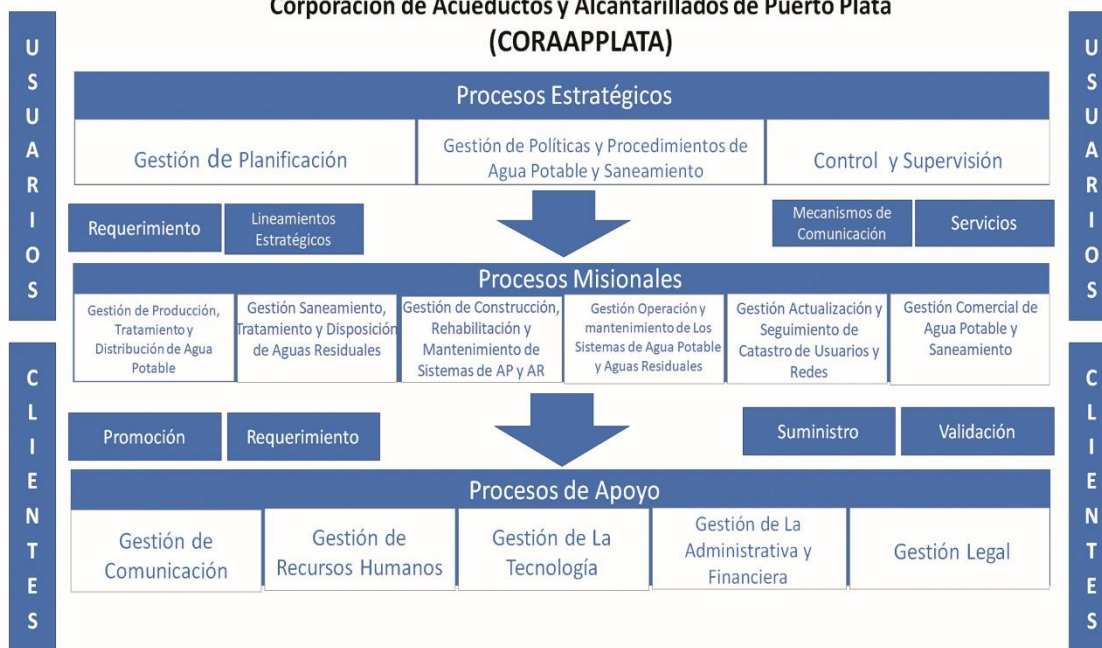 Corporación de Acueductos y Alcantarillados de Puerto Plata
(CORAAPPLATA)
USUARIOS
CLIENTES
Procesos Estratégicos
Gestión de Planificación
Gestión de Políticas y Procedimientos de
Agua Potable y Saneamiento
Control y Supervisión
Requerimiento
Lineamientos
Estratégicos
Mecanismos de
Comunicación
Servicios
Procesos Misionales
Gestión de Producción,
Tratamiento y
Distribución de Agua
Potable
Gestión Saneamiento,
Tratamiento y Disposición
de Aguas Residuales
Gestión de Construcción,
Rehabilitación y
Mantenimiento de
Sistemas de AP y AR
Gestión Operación y
mantenimiento de Los
Sistemas de Agua Potable
y Aguas Residuales
Gestión Actualización y
Seguimiento de
Catastro de Usuarios y
Redes
Gestión Comercial de
Agua Potable y
Saneamiento
Promoción
Requerimiento
Suministro
Validación
Procesos de Apoyo
Gestión de
Comunicación
Gestión de
Recursos Humanos
Gestión de La
Tecnología
Gestión de La
Administrativa y
Financiera
Gestión Legal
USUARIOS
CLIENTES